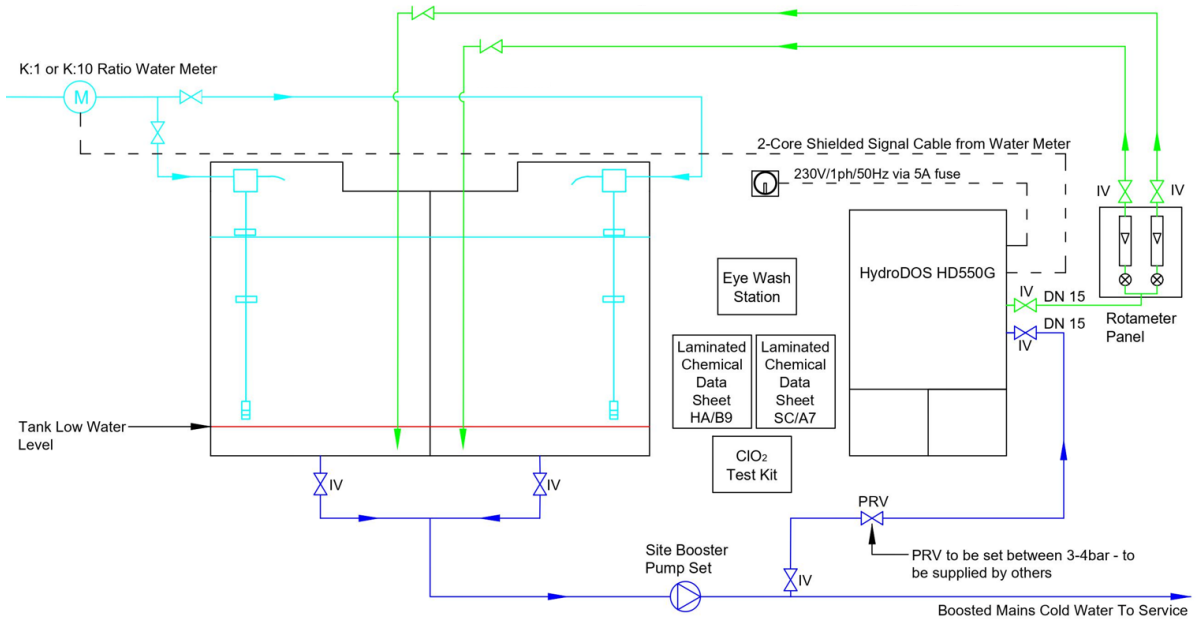 K:1 or K:10 Ratio Water Meter
M
2-Core Shielded Signal Cable from Water Meter
230V/1ph/50Hz via 5A fuse
IV
IV
HydroDOS HD550G
Eye Wash
Station
IV
DN 15
DN 15
IV
Rotameter
Panel
Laminated
Chemical
Data
Sheet
HA/B9
Laminated
Chemical
Data
Sheet
SC/A7
Tank Low Water
Level
ClO₂
Test Kit
IV
IV
PRV
Site Booster
Pump Set
PRV to be set between 3-4bar - to
be supplied by others
IV
Boosted Mains Cold Water To Service